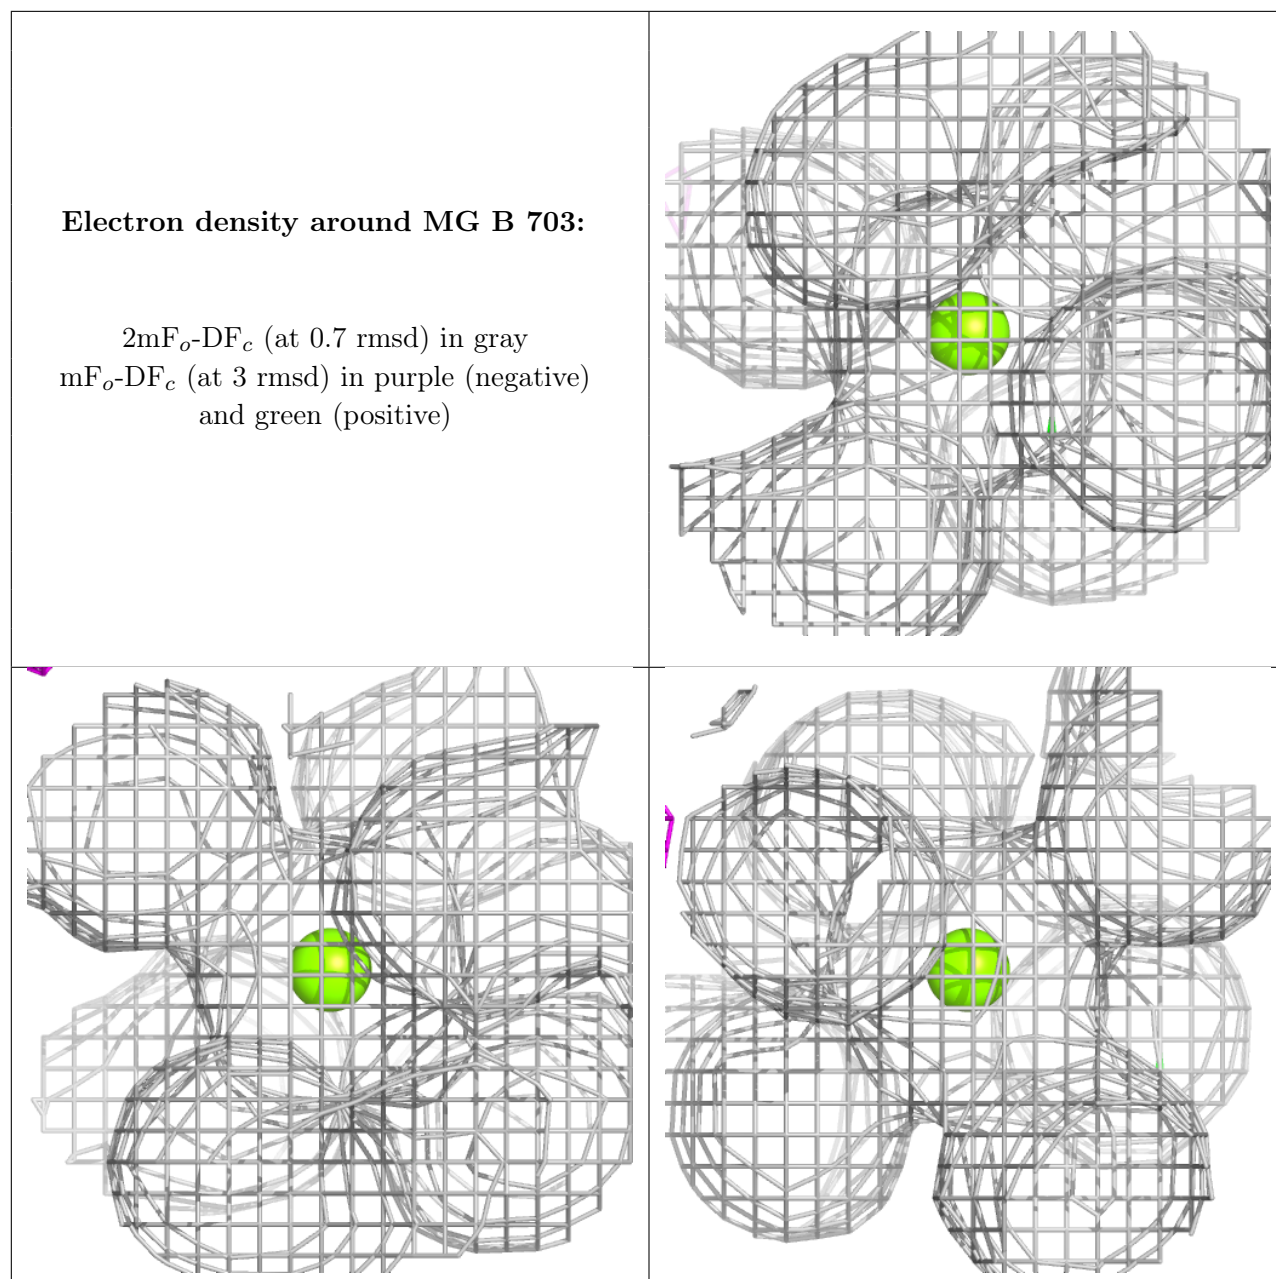 Electron density around MG B 703:
2mFo-DFc (at 0.7 rmsd) in gray
mFo-DFc (at 3 rmsd) in purple (negative)
and green (positive)